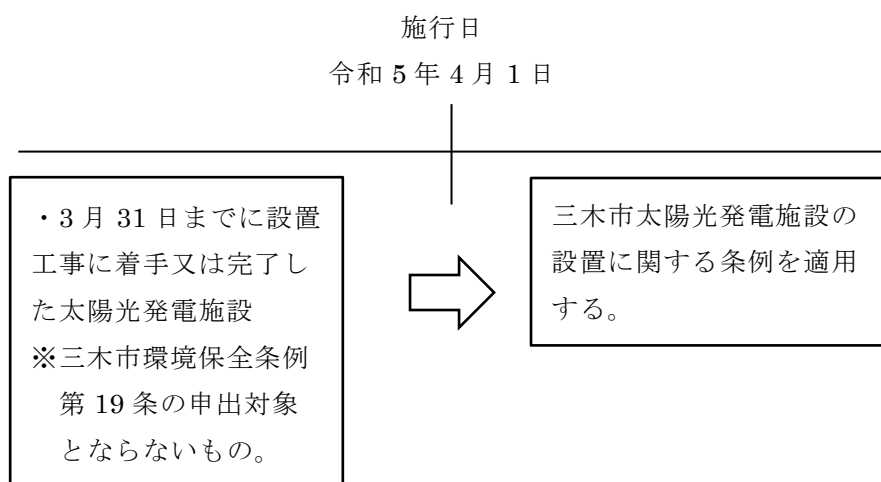 施行日
令和 5 年 4 月 1 日
・3 月 31 日までに設置
工事に着手又は完了し
た太陽光発電施設
※三木市環境保全条例
第 19 条の申出対象
とならないもの。
三木市太陽光発電施設の
設置に関する条例を適用
する。